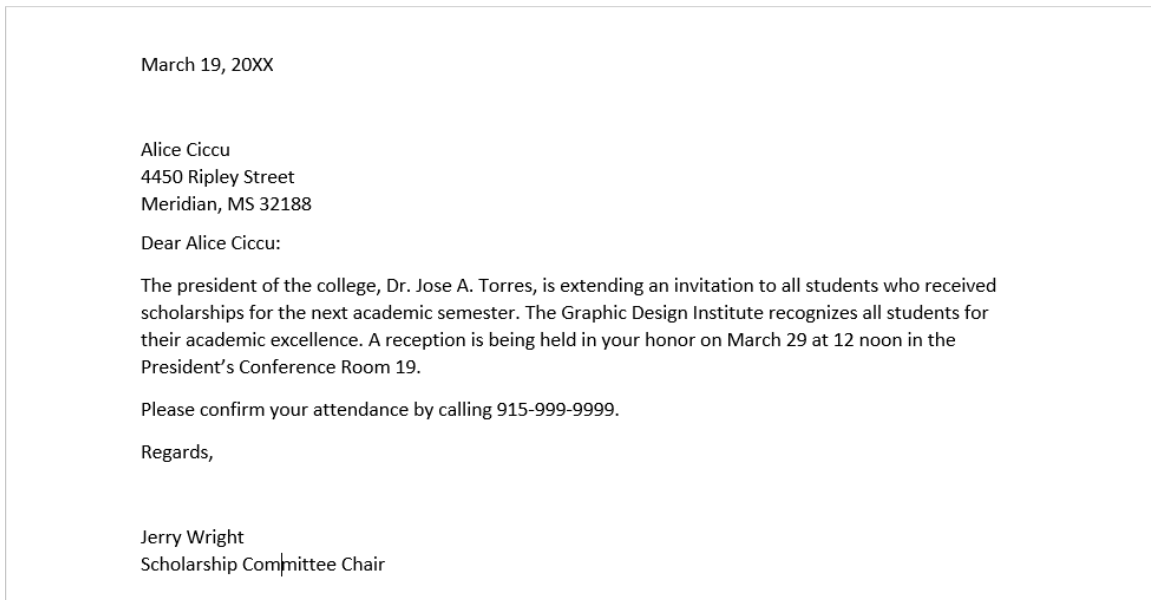 March 19, 20XX
Alice Ciccu
4450 Ripley Street
Meridian, MS 32188
Dear Alice Ciccu:
The president of the college, Dr. Jose A. Torres, is extending an invitation to all students who received
scholarships for the next academic semester. The Graphic Design Institute recognizes all students for
their academic excellence. A reception is being held in your honor on March 29 at 12 noon in the
President’s Conference Room 19.
Please confirm your attendance by calling 915-999-9999.
Regards,
Jerry Wright
Scholarship Committee Chair